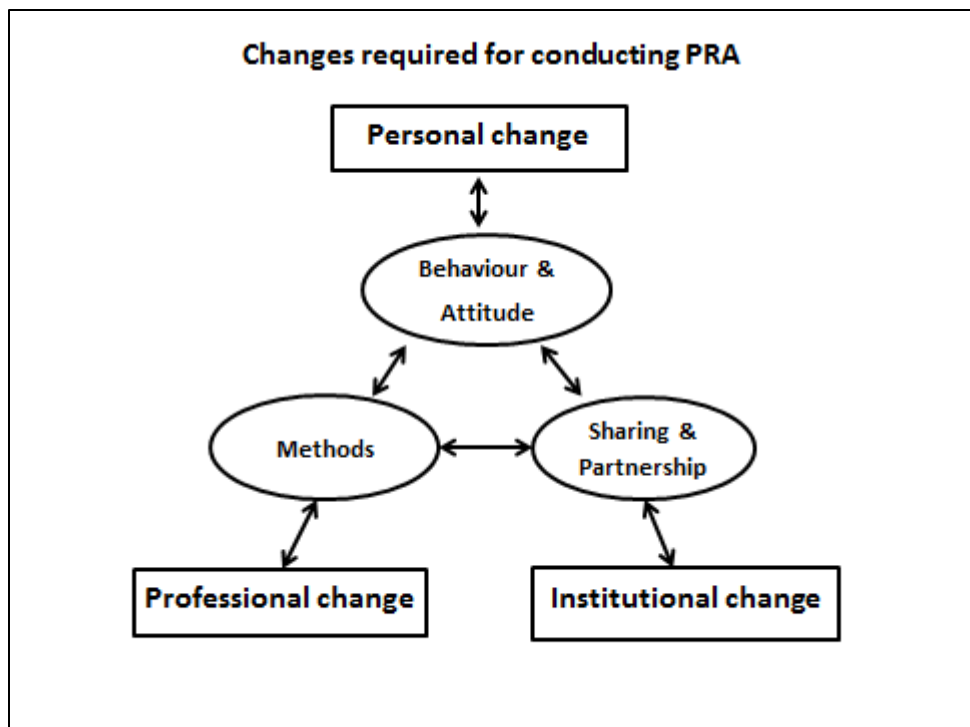 Changes required for conducting PRA
Personal change
Behaviour &
Attitude
Methods
Sharing &
Partnership
Professional change
Institutional change